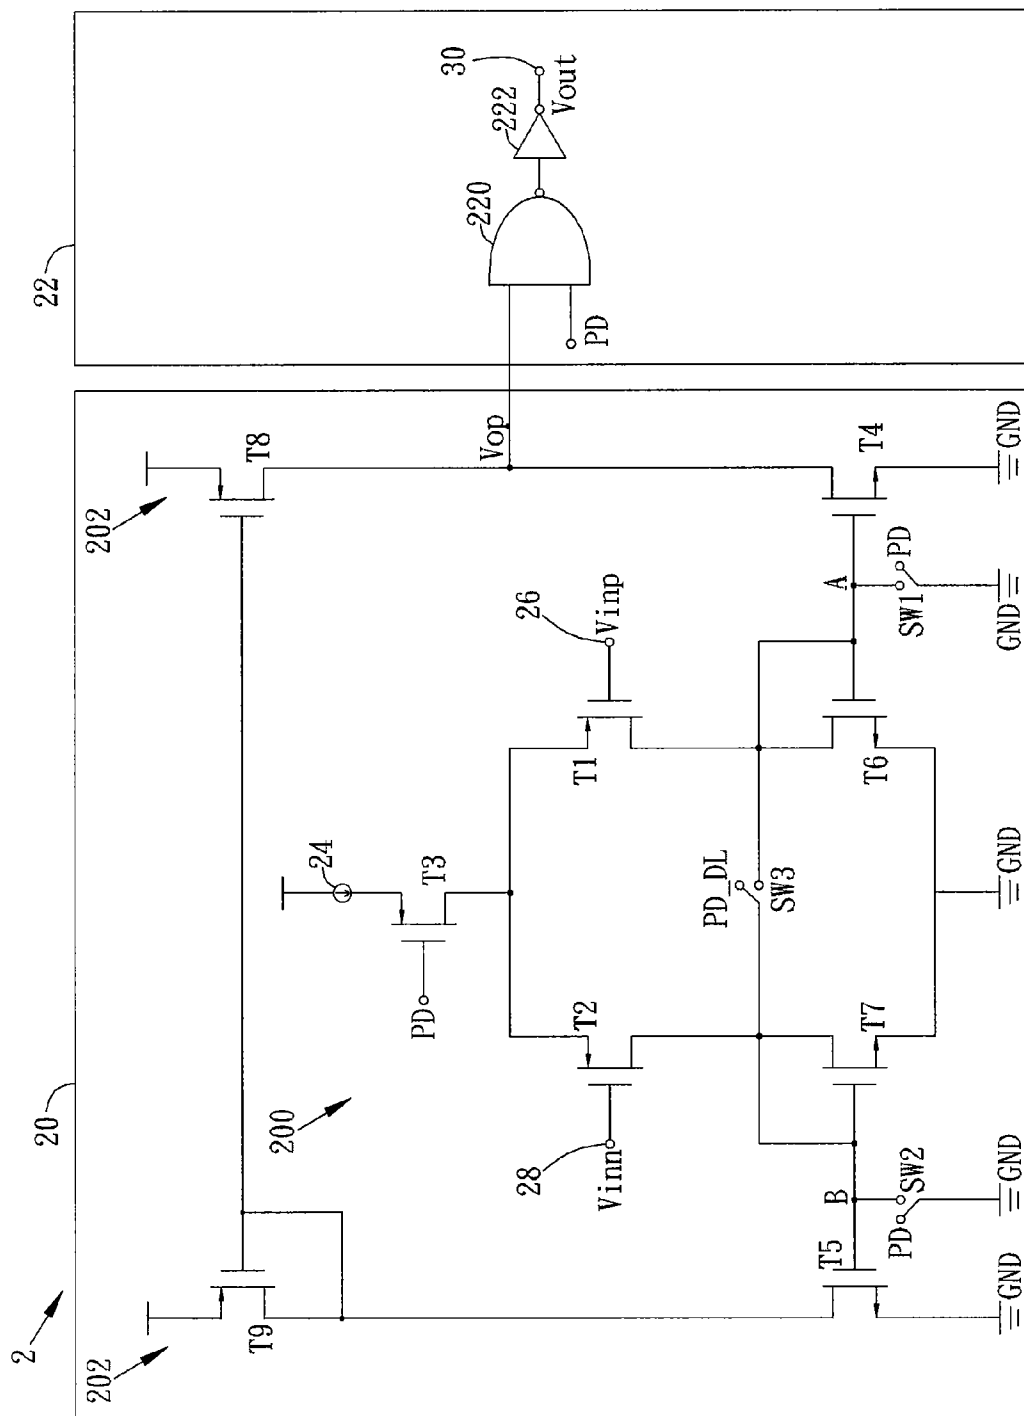 2
20
22
202
T9
202
T8
200
24
T3
PD
Vop
220
222
30
Vout
PD
T2
28
Vinn
T1
26
Vinp
PD_DL
SW3
T5
B
PD
SW2
T7
T6
A
PD
SW1
T4
GND
GND
GND
GND
GND